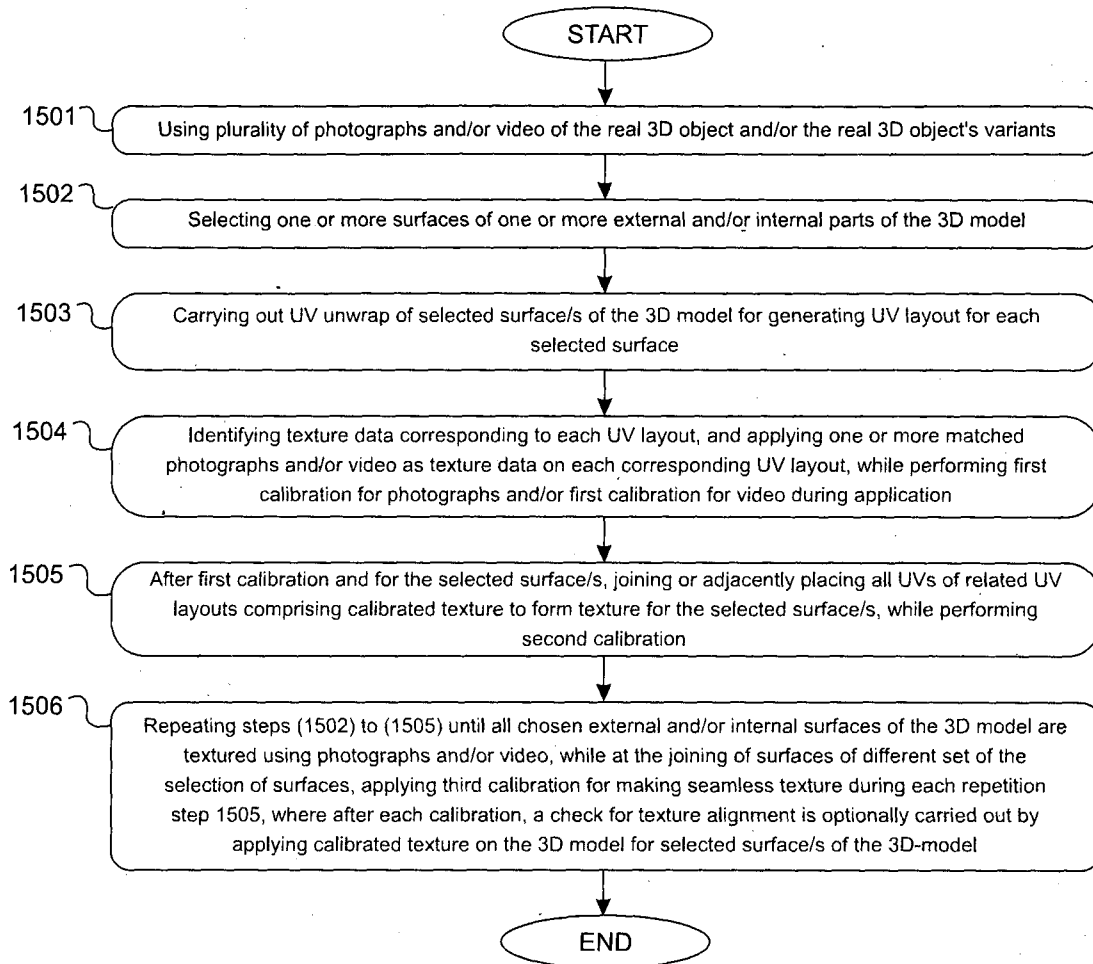 START
1501
Using plurality of photographs and/or video of the real 3D object and/or the real 3D object's variants
1502
Selecting one or more surfaces of one or more external and/or internal parts of the 3D model
1503
Carrying out UV unwrap of selected surface/s of the 3D model for generating UV layout for each
selected surface
1504
Identifying texture data corresponding to each UV layout, and applying one or more matched
photographs and/or video as texture data on each corresponding UV layout, while performing first
calibration for photographs and/or first calibration for video during application
1505
After first calibration and for the selected surface/s, joining or adjacently placing all UVs of related UV
layouts comprising calibrated texture to form texture for the selected surface/s, while performing
second calibration
1506
Repeating steps (1502) to (1505) until all chosen external and/or internal surfaces of the 3D model are
textured using photographs and/or video, while at the joining of surfaces of different set of the
selection of surfaces, applying third calibration for making seamless texture during each repetition
step 1505, where after each calibration, a check for texture alignment is optionally carried out by
applying calibrated texture on the 3D model for selected surface/s of the 3D-model
END